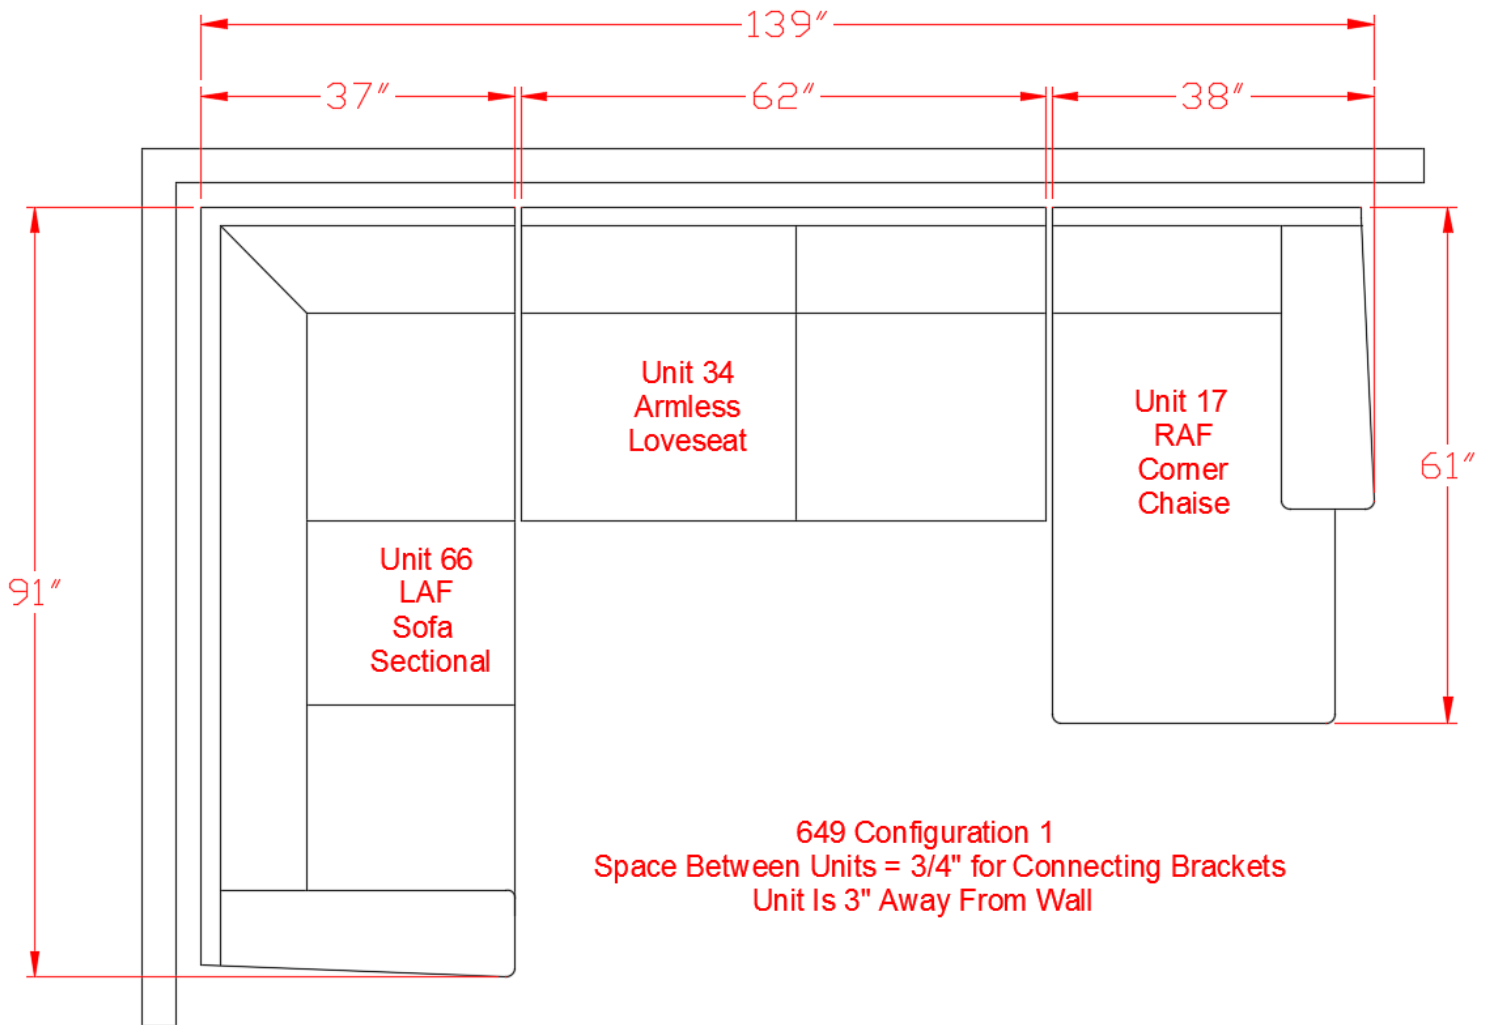 139"
37"
62"
38"
Unit 34
Armless
Loveseat
Unit 17
RAF
Corner
Chaise
61"
91"
Unit 66
LAF
Sofa
Sectional
649 Configuration 1
Space Between Units = 3/4" for Connecting Brackets
Unit Is 3" Away From Wall